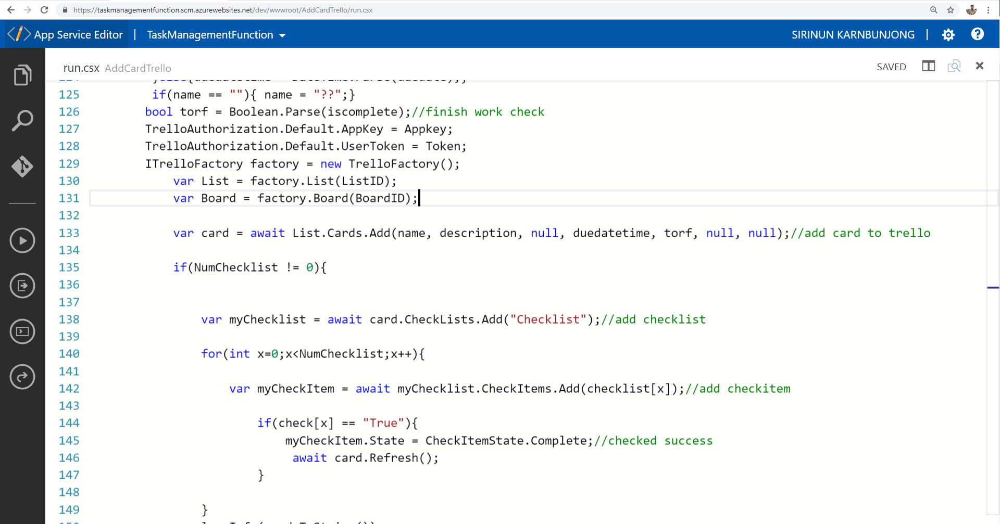 https://taskmanagementfunction.scm.azurewebsites.net/dev/wwwroot/AddCardTrello/run.csx
App Service Editor | TaskManagementFunction
SIRINUN KARNBUNJONG |
run.csx AddCardTrello
SAVED
125 if(name == ""){ name = "??";}
126 bool torf = Boolean.Parse(iscomplete);//finish work check
127 TrelloAuthorization.Default.AppKey = Appkey;
128 TrelloAuthorization.Default.UserToken = Token;
129 ITrelloFactory factory = new TrelloFactory();
130 var List = factory.List(ListID);
131 var Board = factory.Board(BoardID);
132
133 var card = await List.Cards.Add(name, description, null, duedatetime, torf, null, null);//add card to trello
134
135 if(NumChecklist != 0){
136
137
138 var myChecklist = await card.CheckLists.Add("Checklist");//add checklist
139
140 for(int x=0;x<NumChecklist;x++){
141
142 var myCheckItem = await myChecklist.CheckItems.Add(checklist[x]);//add checkitem
143
144 if(check[x] == "True"){
145 myCheckItem.State = CheckItemState.Complete;//checked success
146 await card.Refresh();
147 }
148
149 }